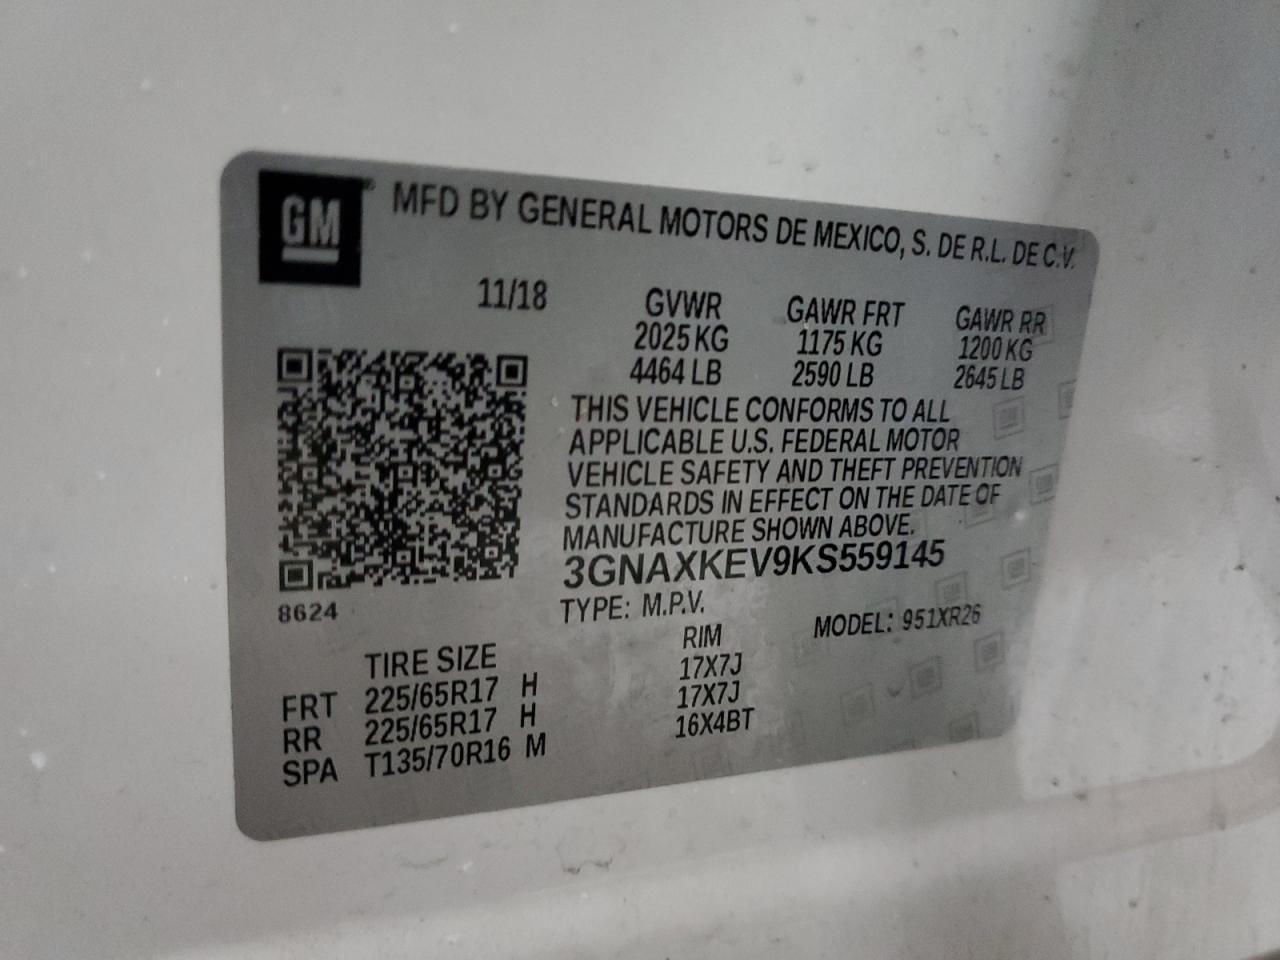 GM ® MFD BY GENERAL MOTORS DE MEXICO, S. DE R.L. DE C.V.
11/18 GVWR GAWR FRT GAWR RR
2025 KG 1175 KG 1200 KG
4464 LB 2590 LB 2645 LB
THIS VEHICLE CONFORMS TO ALL
APPLICABLE U.S. FEDERAL MOTOR
VEHICLE SAFETY AND THEFT PREVENTION
STANDARDS IN EFFECT ON THE DATE OF
MANUFACTURE SHOWN ABOVE.
3GNAXKEV9KS559145
8624
TYPE: M.P.V. MODEL: 951XR26
TIRE SIZE RIM
FRT 225/65R17 H 17X7J
RR 225/65R17 H 17X7J
SPA T135/70R16 M 16X4BT